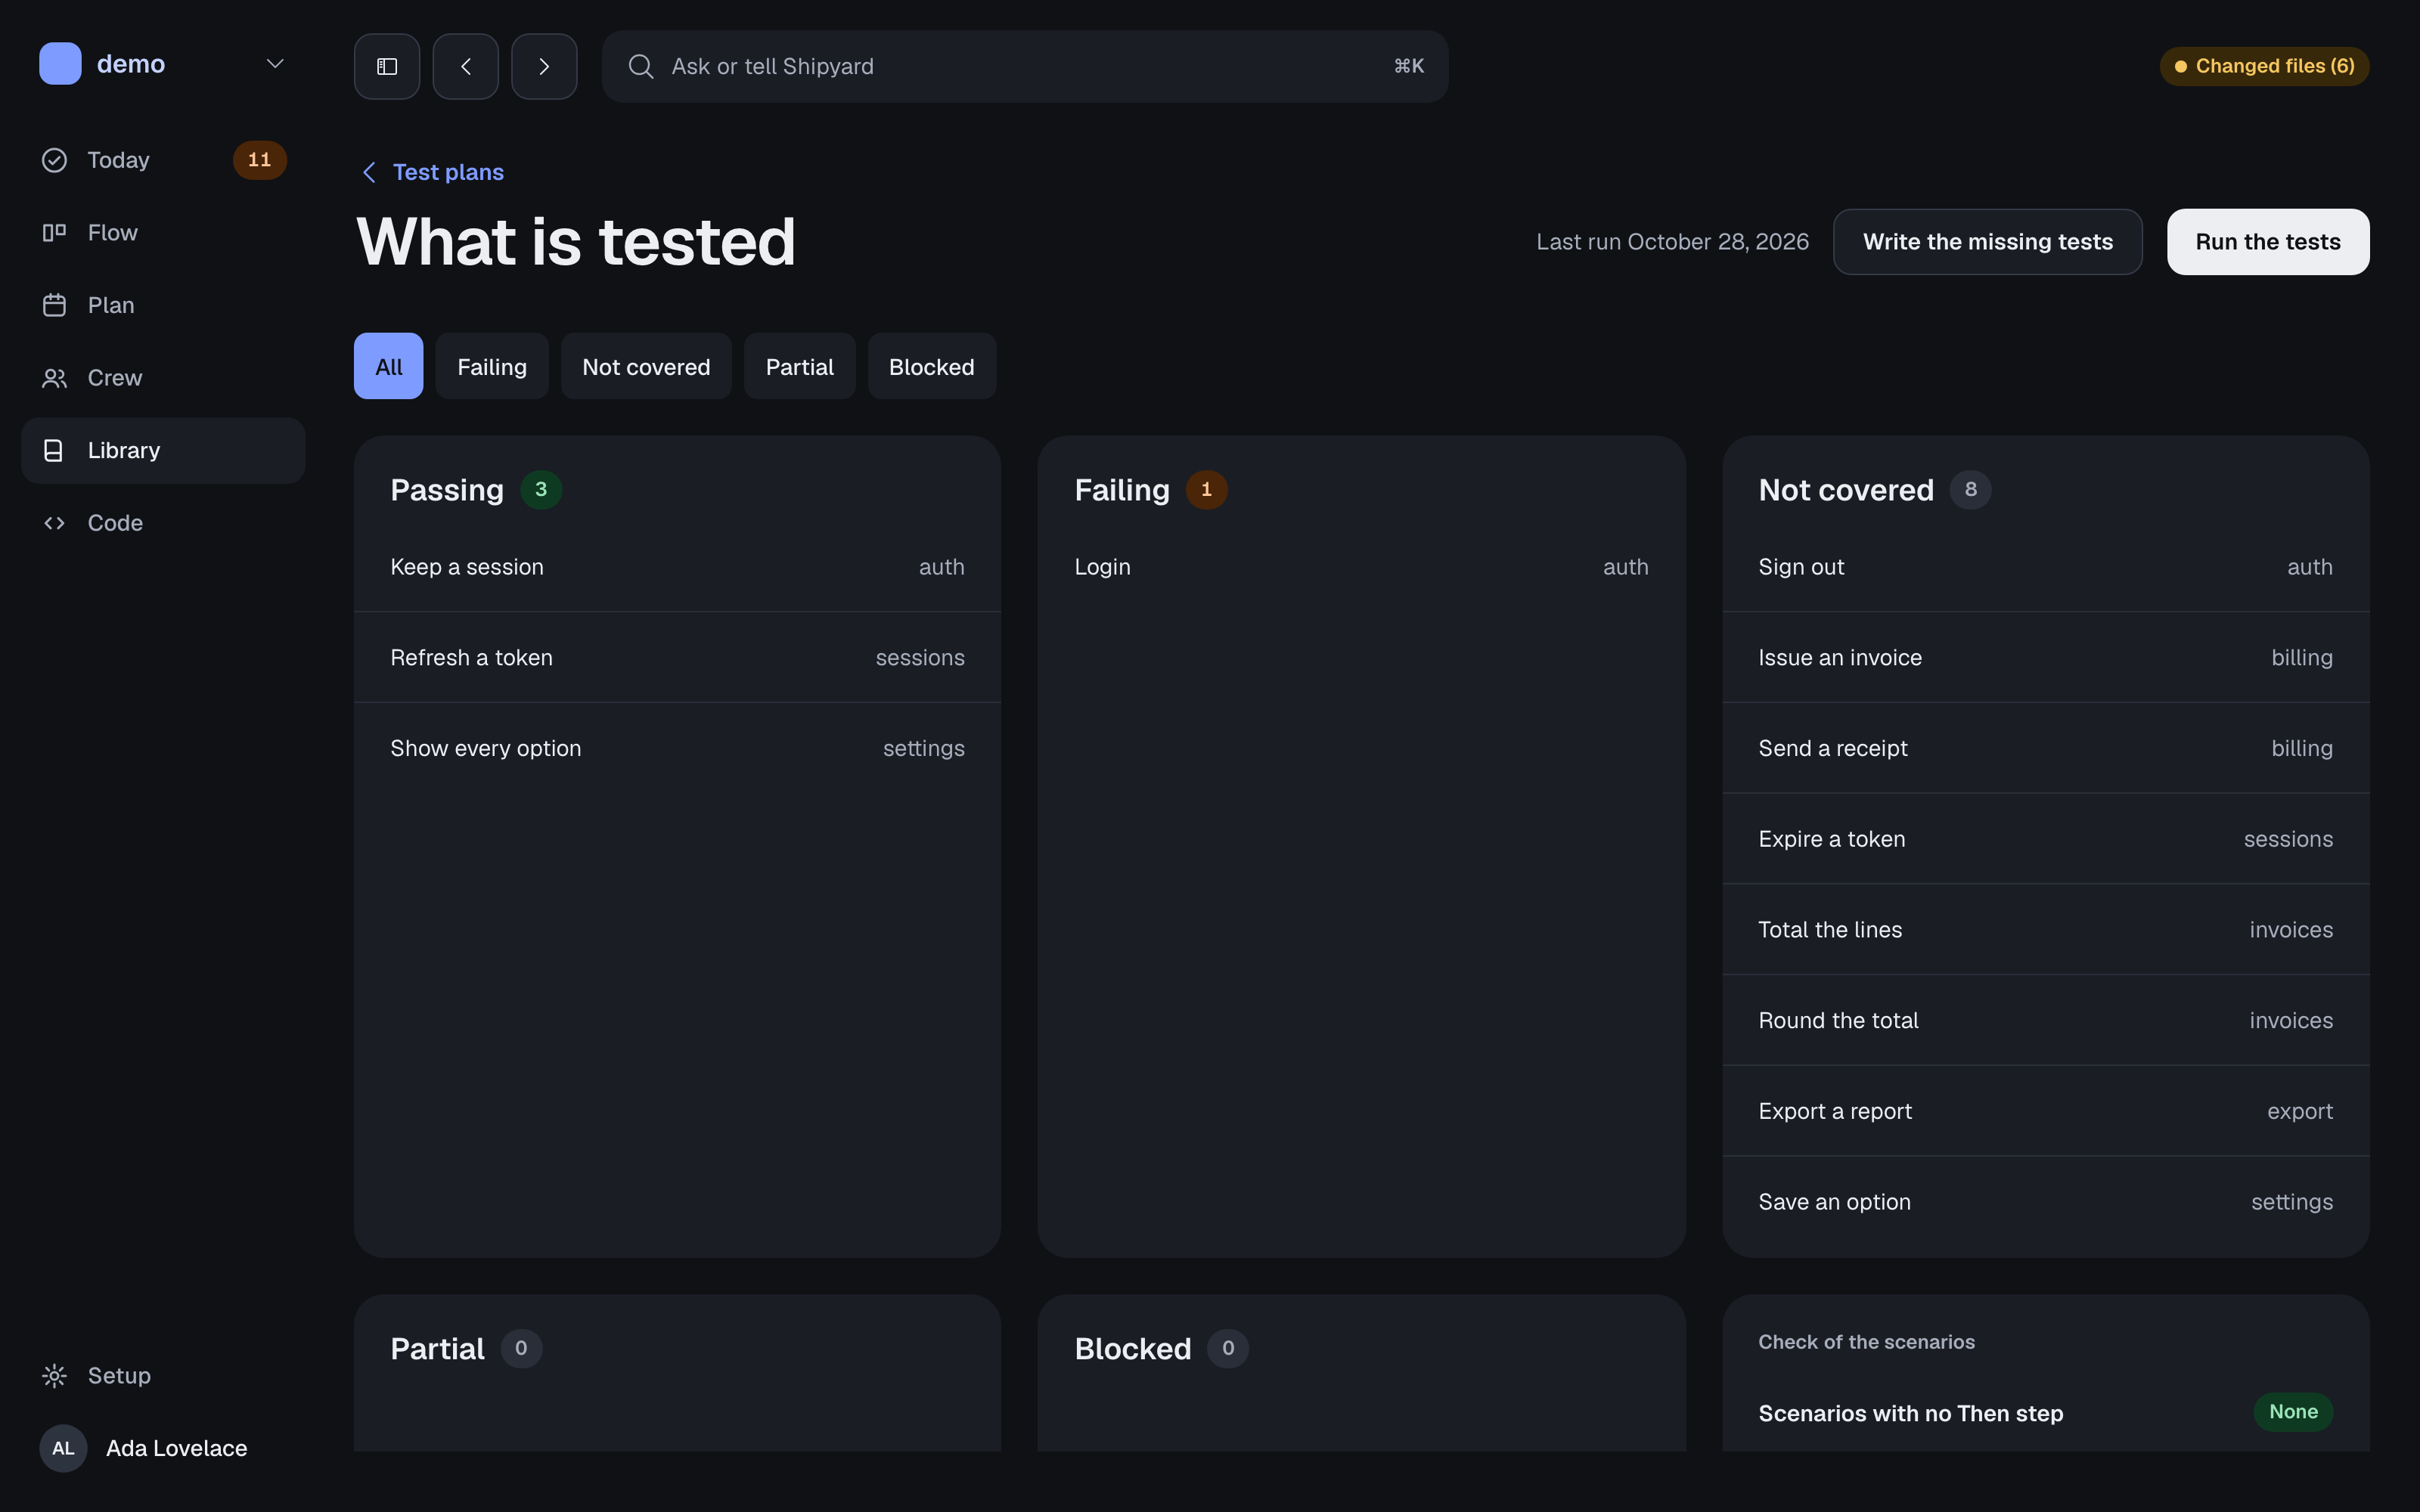 demo
Today 11
Flow
Plan
Crew
Library
Code
Setup
AL Ada Lovelace
Ask or tell Shipyard ⌘K
Changed files (6)
Test plans
What is tested
Last run October 28, 2026
Write the missing tests
Run the tests
All
Failing
Not covered
Partial
Blocked
Passing 3
Keep a session auth
Refresh a token sessions
Show every option settings
Failing 1
Login auth
Not covered 8
Sign out auth
Issue an invoice billing
Send a receipt billing
Expire a token sessions
Total the lines invoices
Round the total invoices
Export a report export
Save an option settings
Partial 0
Blocked 0
Check of the scenarios
Scenarios with no Then step None